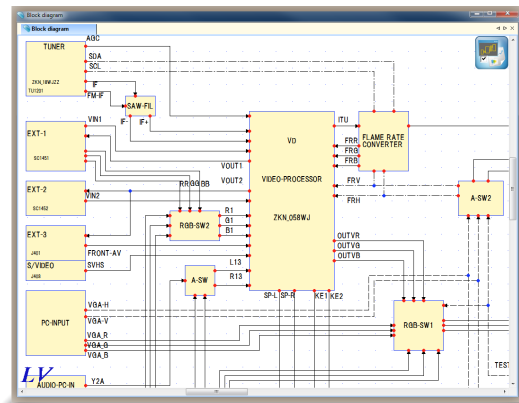 Block diagram
Block diagram
AGC
TUNER
SDA
SCL
ZKN_18WJ22
TU1201
IF
FM-IF
SAW-FIL
IF-
IF+
ITU
VIN1
EXT-1
SC1451
VOUT1
VOUT2
VD
VIDEO-PROCESSOR
ZKN_058WJ
FRR
FRG
FRB
FLAME RATE
CONVERTER
FRV
FRH
EXT-2
SC1452
VIN2
RR
GG
BB
A-SW2
R1
G1
B1
RGB-SW2
EXT-3
J401
FRONT-AV
S/VIDEO
J408
SVHS
L13
R13
A-SW
OUTVR
OUTVG
OUTVB
SP-L
SP-R
KE1
KE2
PC-INPUT
VGA-H
VGA-V
VGA_R
VGA_G
VGA_B
RGB-SW1
TEST
LV
AUDIO-PC-IN
Y2A